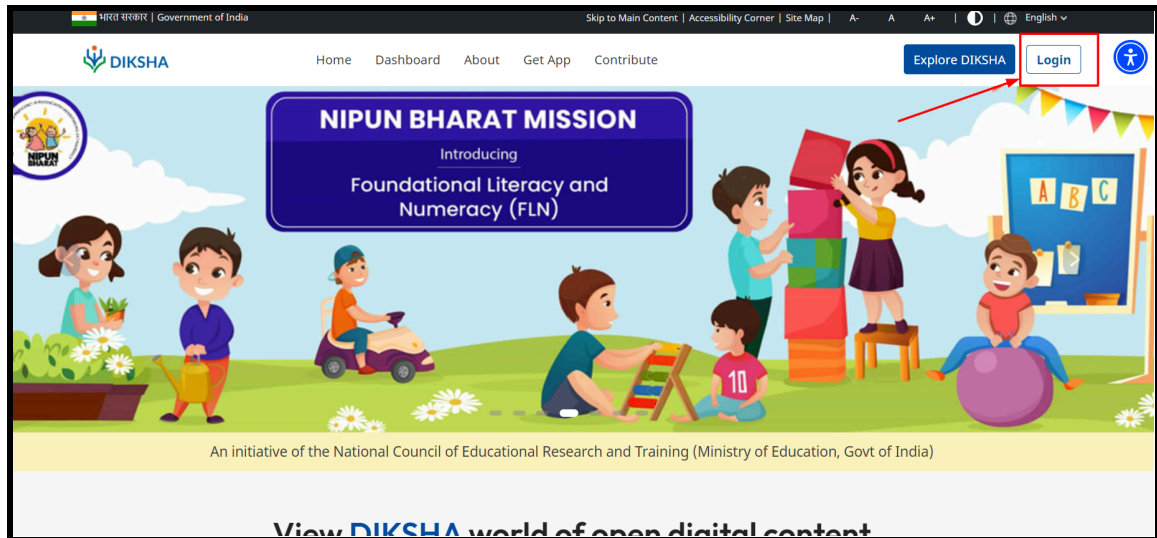 भारत सरकार | Government of India
Skip to Main Content | Accessibility Corner | Site Map | A- A A+ | | English
DIKSHA
Home Dashboard About Get App Contribute
Explore DIKSHA Login
NIPUN BHARAT MISSION
Introducing
Foundational Literacy and
Numeracy (FLN)
NIPUN
BHARAT
A B C
10
An initiative of the National Council of Educational Research and Training (Ministry of Education, Govt of India)
View DIKSHA world of open digital content